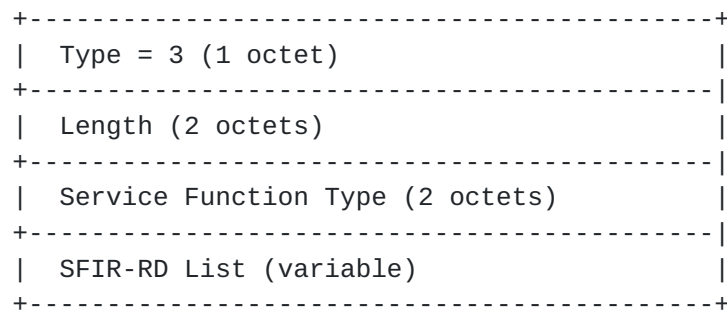 +--------------------------------------------+
|  Type = 3 (1 octet)                        |
+--------------------------------------------|
|  Length (2 octets)                         |
+--------------------------------------------|
|  Service Function Type (2 octets)          |
+--------------------------------------------|
|  SFIR-RD List (variable)                   |
+--------------------------------------------+